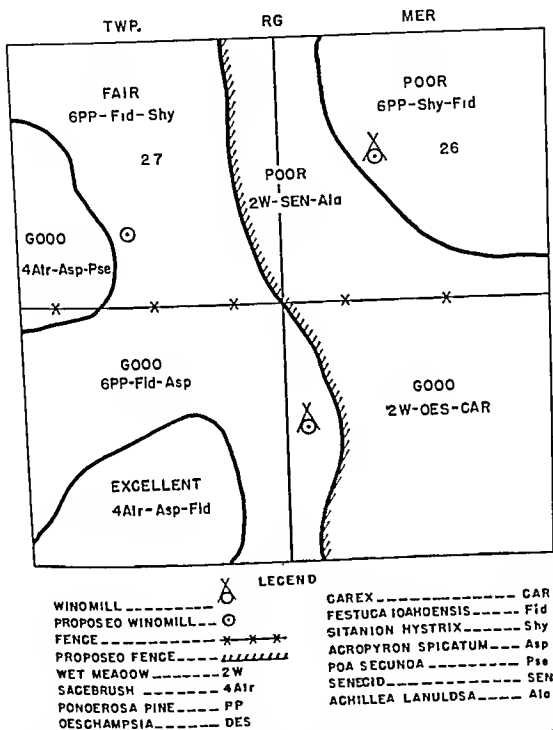 TWP. RG MER
FAIR
6PP-Fid-Shy
27
POOR
6PP-Shy-Fid
26
POOR
2W-SEN-Ala
GOOO
4Atr-Asp-Pse
GOOO
6PP-Fld-Asp
GOOO
2W-OES-CAR
EXCELLENT
4Atr-Asp-Fld
LEGEND
WINOMILL
PROPOSEO WINOMILL
FENCE
PROPOSEO FENCE
WET MEAOOW 2W
SAGEBRUSH 4Atr
PONOEROSA PINE PP
OESCHAMPSIA DES
CAREX CAR
FESTUCA IOAHOENSIS Fid
SITANION HYSTRIX Shy
AGROPYRON SPICATUM Asp
POA SECUNOA Pse
SENECIO SEN
ACHILLEA LANULOSA Ala